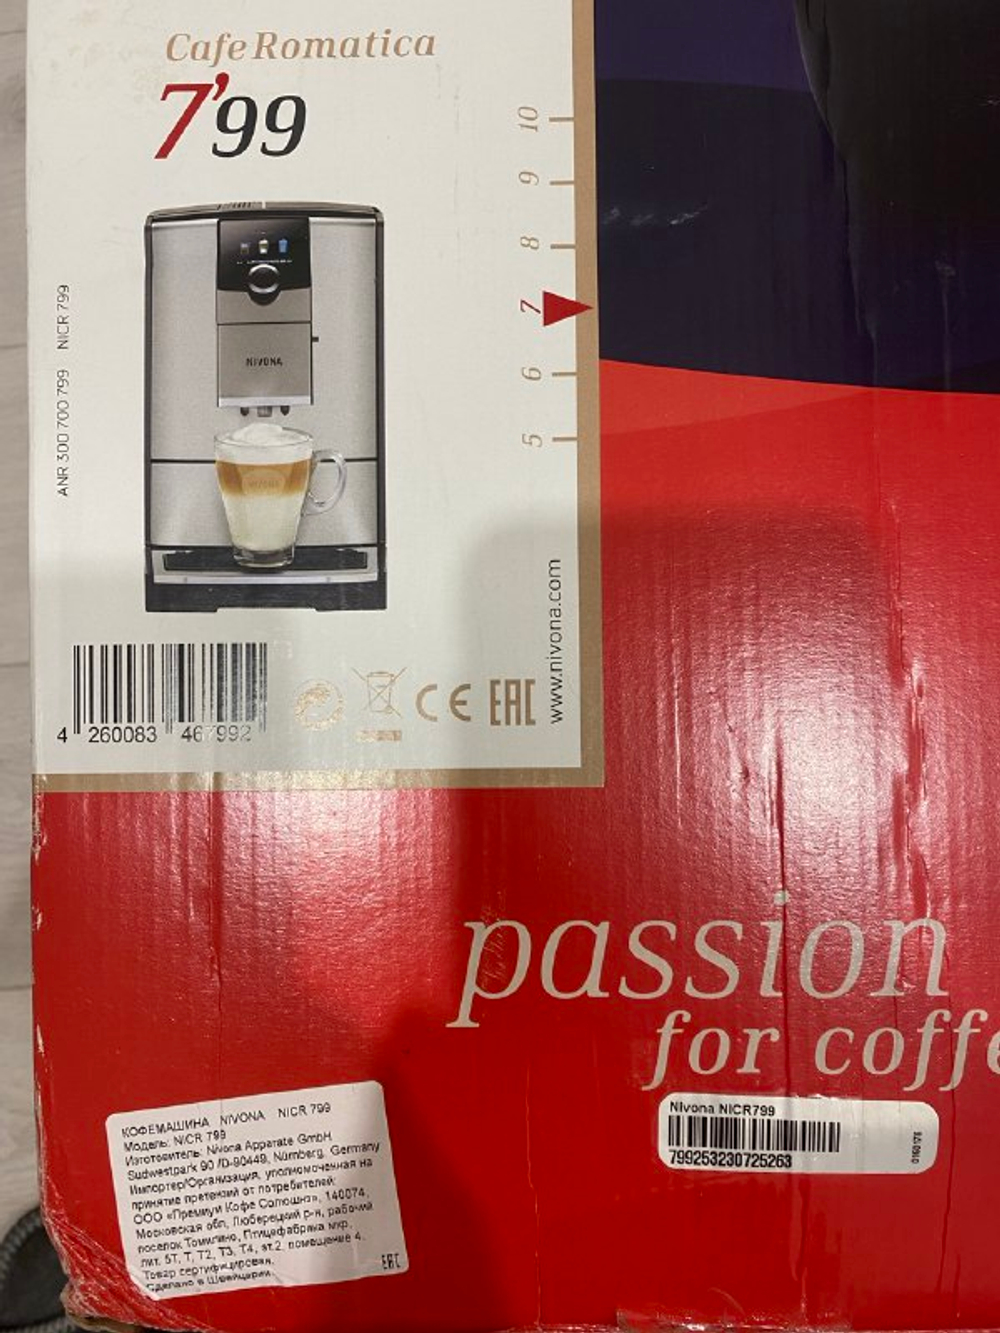 CafeRomatica
7'99
10
9
8
7
6
5
ANR 300 700 799 NICR 799
NIVONA
www.nivona.com
4 260083 467992
CE EAC
passion
for coffe
КОФЕМАШИНА NIVONA NICR 799
Модель: NICR 799
Изготовитель: Nivona Apparate GmbH
Sudwestpark 90 /D-90449, Nürnberg, Germany
Импортер/Организация, уполномоченная на
принятие претензий от потребителей:
ООО «Премиум Кофе Солюшнз», 140074,
Московская обл, Люберецкий р-н, рабочий
поселок Томилино, Птицефабрика мкр,
лит. 5Т, Т, Т2, Т3, Т4, эт.2, помещение 4.
Товар сертифицирован.
Сделано в Швейцарии.
EAC
Nivona NICR799
799253230725263